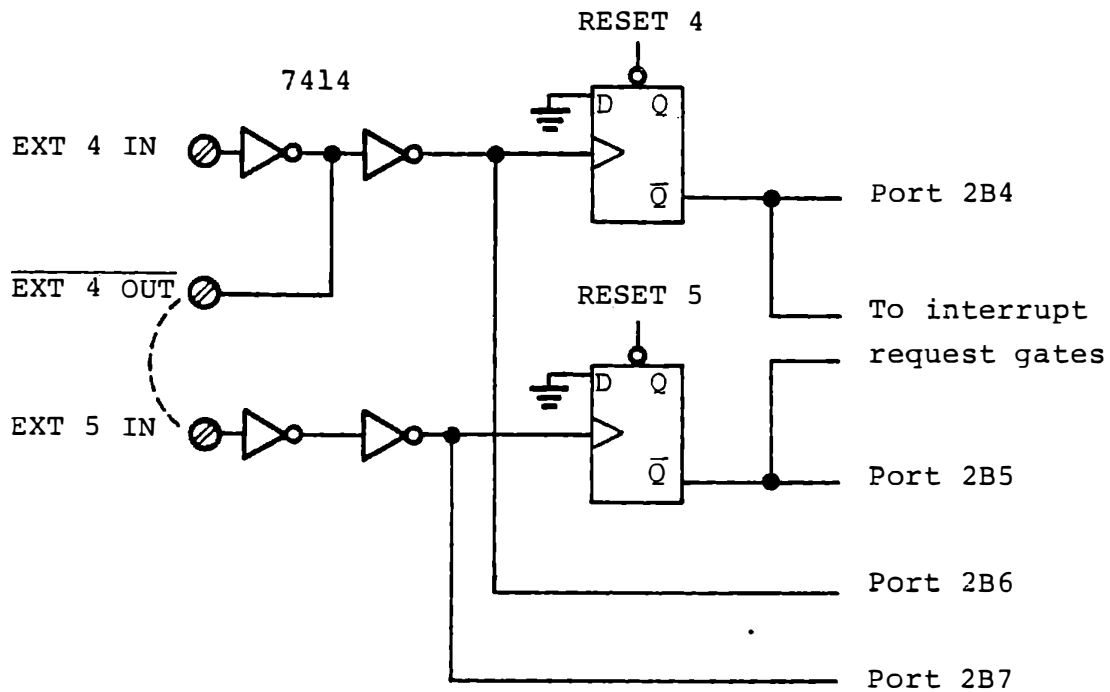 RESET 4
7414
D Q
EXT 4 IN
Q̅
Port 2B4
EXT 4 OUT
RESET 5
To interrupt
request gates
D Q
EXT 5 IN
Q̅
Port 2B5
Port 2B6
Port 2B7